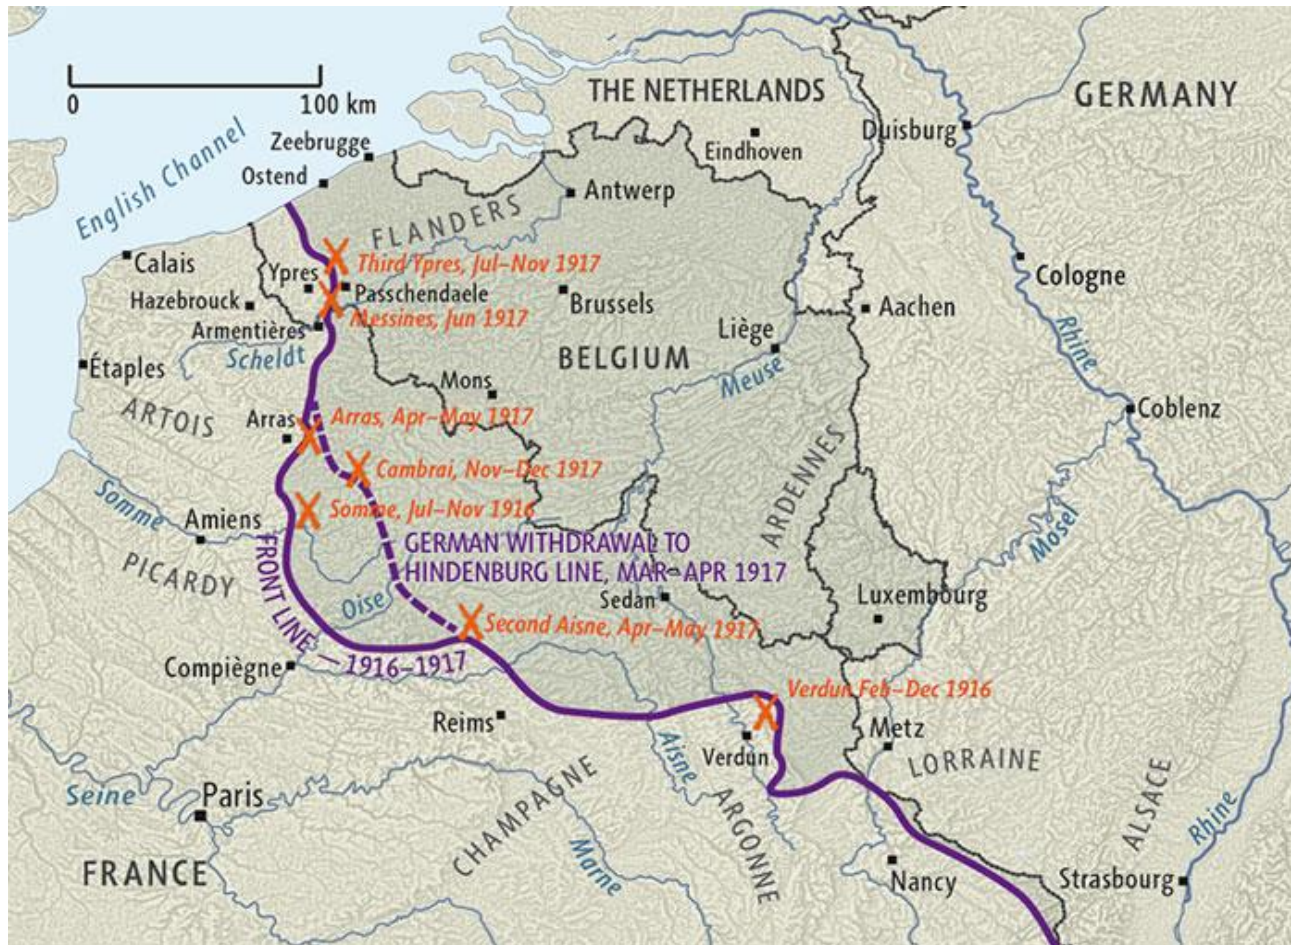 THE NETHERLANDS
GERMANY
0
100 km
Duisburg
Zeebrugge
Eindhoven
English Channel
Ostend
Antwerp
FLANDERS
Calais
Ypres
Third Ypres, Jul–Nov 1917
Cologne
Hazebrouck
Passchendaele
Brussels
Aachen
Armentières
Messines, Jun 1917
Liège
Rhine
Scheldt
BELGIUM
Étaples
Meuse
Mons
Coblenz
ARTOIS
Arras
Arras, Apr–May 1917
Cambrai, Nov–Dec 1917
ARDENNES
Somme
Amiens
Somme, Jul–Nov 1916
Mosel
GERMAN WITHDRAWAL TO
HINDENBURG LINE, MAR–APR 1917
PICARDY
FRONT LINE — 1916–1917
Oise
Sedan
Luxembourg
Second Aisne, Apr–May 1917
Compiègne
Verdun Feb–Dec 1916
Reims
Metz
Verdun
Aisne
LORRAINE
Seine
Paris
CHAMPAGNE
ARGONNE
ALSACE
Rhine
Marne
FRANCE
Nancy
Strasbourg